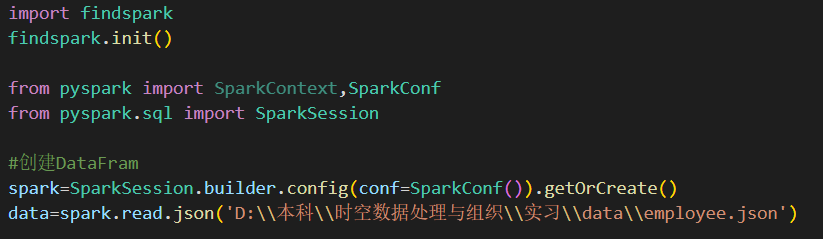 import findspark
findspark.init()
from pyspark import SparkContext,SparkConf
from pyspark.sql import SparkSession
#创建DataFram
spark=SparkSession.builder.config(conf=SparkConf()).getOrCreate()
data=spark.read.json('D:\\本科\\时空数据处理与组织\\实习\\data\\employee.json')